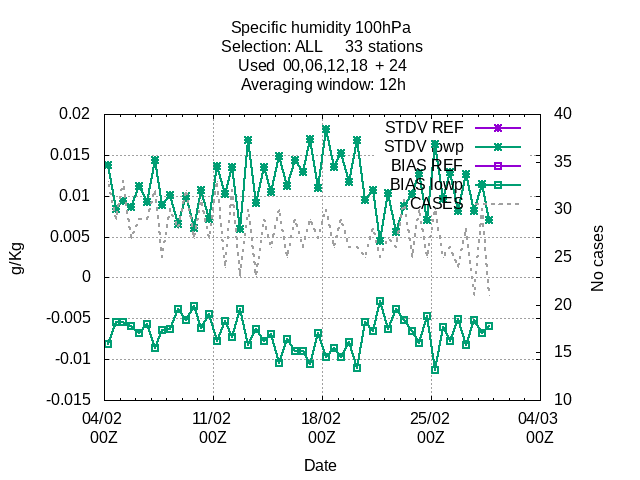 Specific humidity 100hPa
Selection: ALL 33 stations
Used 00,06,12,18 + 24
Averaging window: 12h
STDV REF
STDV lowp
BIAS REF
BIAS lowp
CASES
0.02
0.015
0.01
0.005
0
-0.005
-0.01
-0.015
g/Kg
40
35
30
25
20
15
10
No cases
04/02 11/02 18/02 25/02 04/03
00Z 00Z 00Z 00Z 00Z
Date